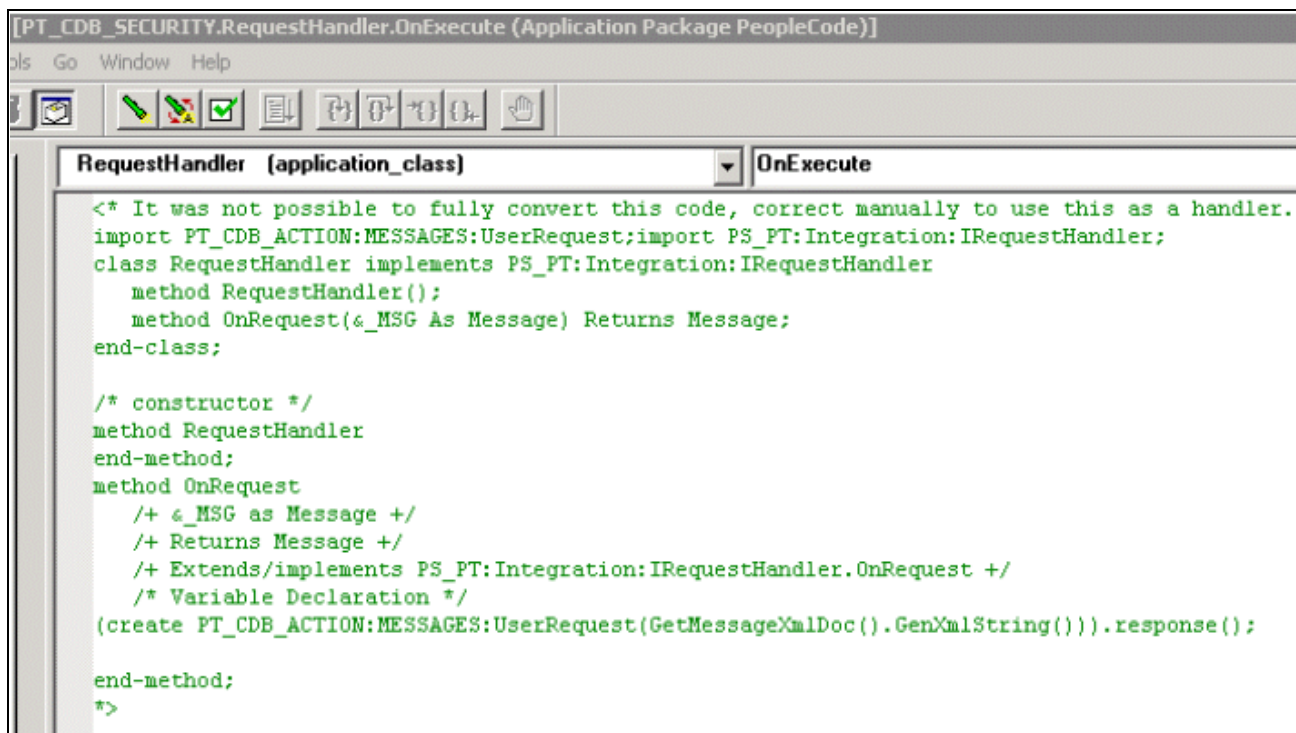 [PT_CDB_SECURITY.RequestHandler.OnExecute (Application Package PeopleCode)]
ols Go Window Help
RequestHandler (application_class) OnExecute
<* It was not possible to fully convert this code, correct manually to use this as a handler.
import PT_CDB_ACTION:MESSAGES:UserRequest;import PS_PT:Integration:IRequestHandler;
class RequestHandler implements PS_PT:Integration:IRequestHandler
method RequestHandler();
method OnRequest(&_MSG As Message) Returns Message;
end-class;
/* constructor */
method RequestHandler
end-method;
method OnRequest
/+ &_MSG as Message +/
/+ Returns Message +/
/+ Extends/implements PS_PT:Integration:IRequestHandler.OnRequest +/
/* Variable Declaration */
(create PT_CDB_ACTION:MESSAGES:UserRequest(GetMessageXmlDoc().GenXmlString())).response();
end-method;
*>